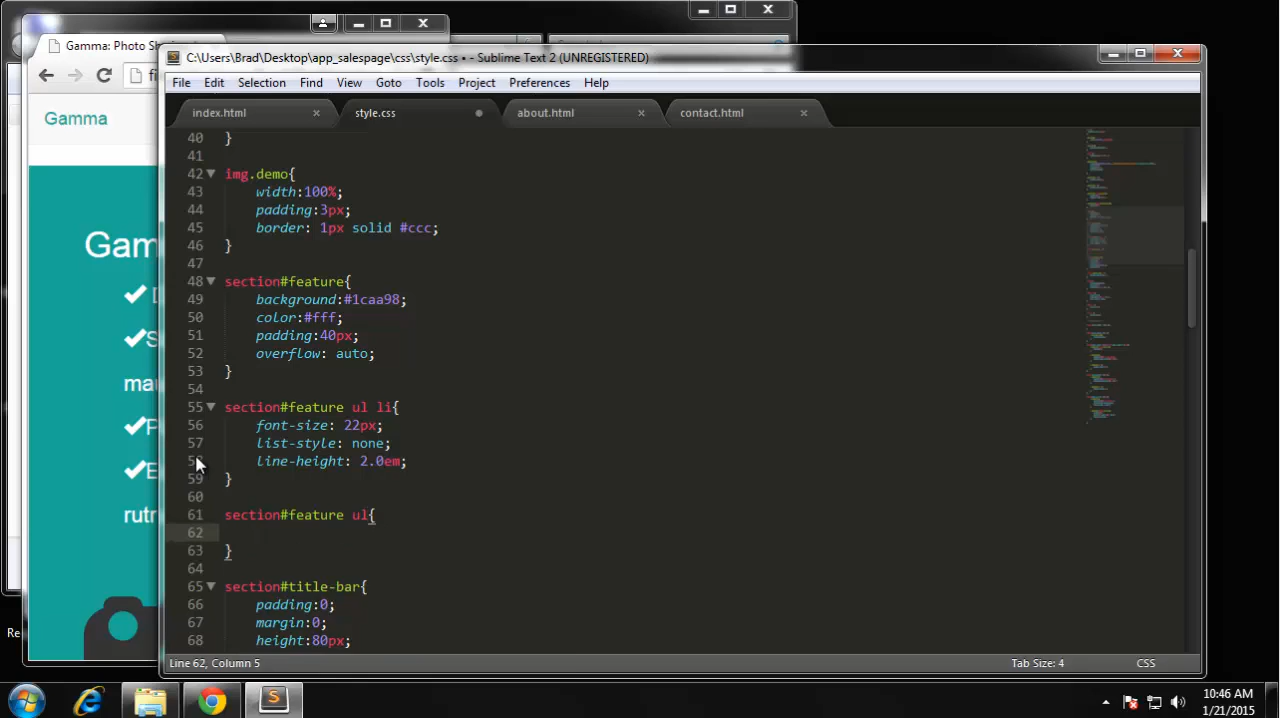 Gamma: Photo Sh
fi
Gamma
Gam
S
mau
P
E
rutr
Re
C:\Users\Brad\Desktop\app_salespage\css\style.css • - Sublime Text 2 (UNREGISTERED)
File Edit Selection Find View Goto Tools Project Preferences Help
index.html style.css about.html contact.html
40 }
41
42 img.demo{
43 width:100%;
44 padding:3px;
45 border: 1px solid #ccc;
46 }
47
48 section#feature{
49 background:#1caa98;
50 color:#fff;
51 padding:40px;
52 overflow: auto;
53 }
54
55 section#feature ul li{
56 font-size: 22px;
57 list-style: none;
58 line-height: 2.0em;
59 }
60
61 section#feature ul{
62
63 }
64
65 section#title-bar{
66 padding:0;
67 margin:0;
68 height:80px;
Line 62, Column 5 Tab Size: 4 CSS
10:46 AM
1/21/2015